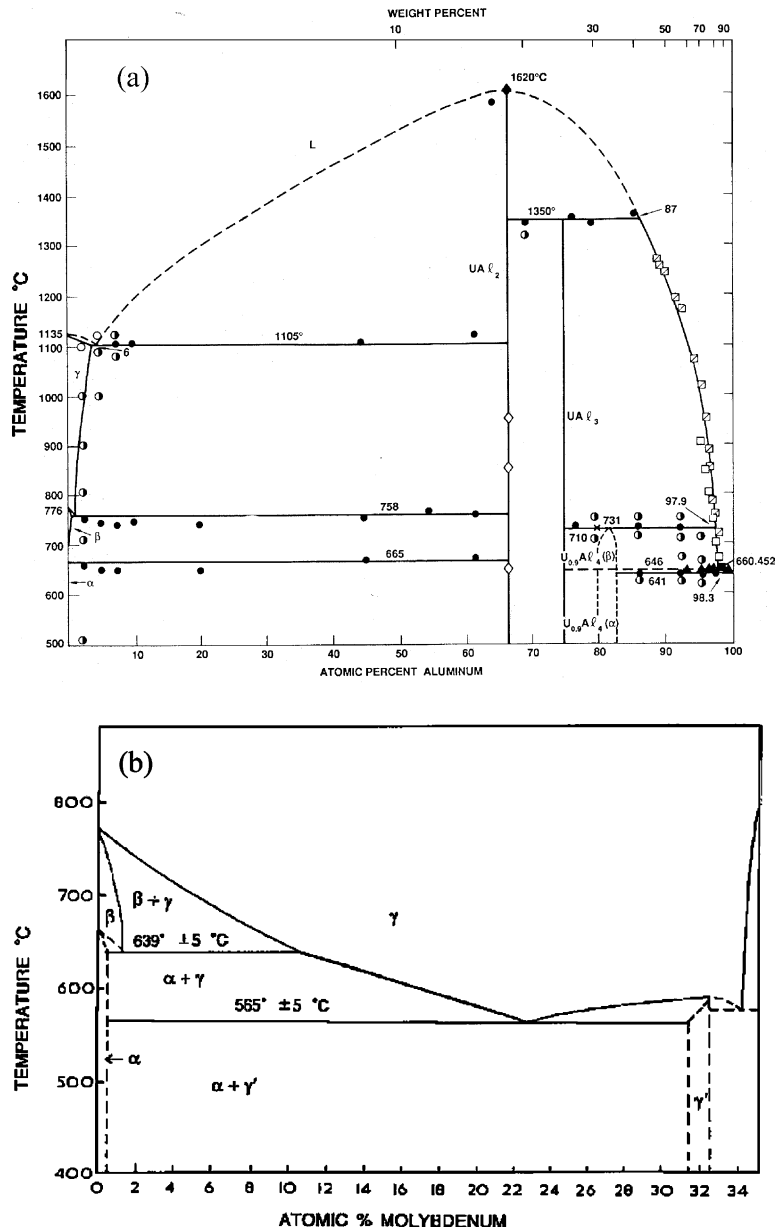 WEIGHT PERCENT
10 30 50 70 90
(a)
1620°C
1600
L
1500
1400
1350°
87
1300
UAℓ₂
1200
1135
1105°
1100
6
γ
TEMPERATURE °C
1000
UAℓ₃
900
800
776
758
97.9
731
700
β
710
665
U₀.₉Aℓ₄(β)
646
660.452
641
98.3
600
α
U₀.₉Aℓ₄(α)
500
10 20 30 40 50 60 70 80 90 100
ATOMIC PERCENT ALUMINUM
(b)
800
β + γ
700
β
γ
639° ±5 °C
TEMPERATURE °C
α + γ
600
565° ±5 °C
← α
500
α + γ'
γ'
400
0 2 4 6 8 10 12 14 16 18 20 22 24 26 28 30 32 34
ATOMIC % MOLYBDENUM